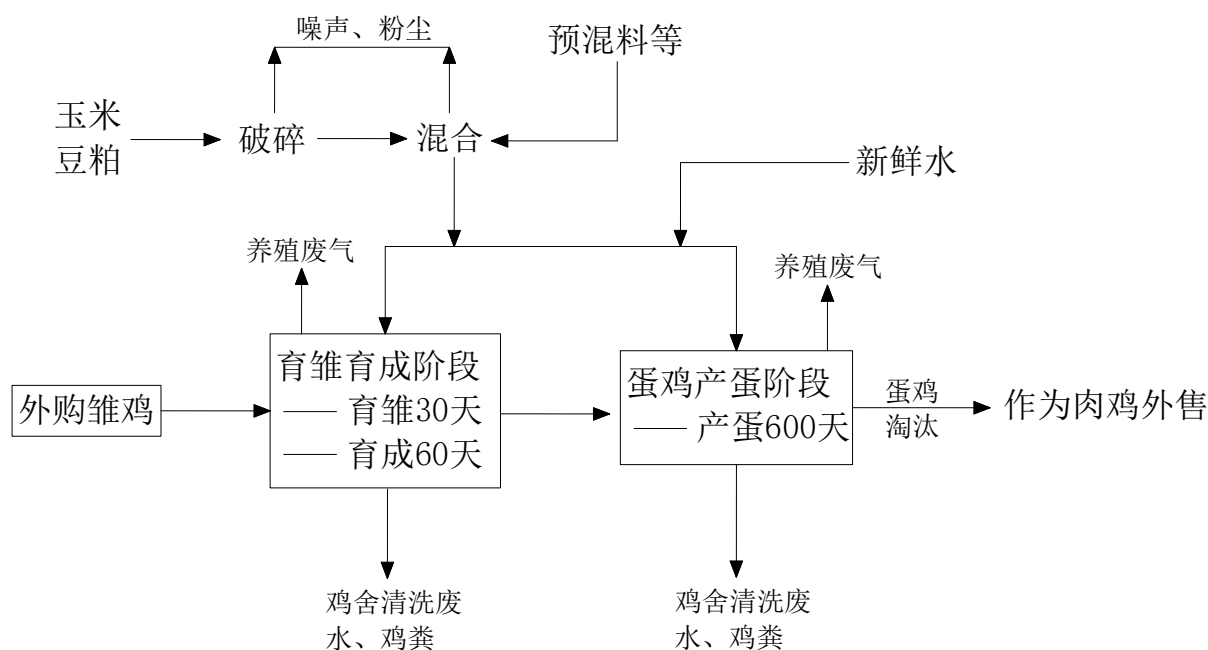 噪声、粉尘
预混料等
玉米
豆粕
破碎
混合
新鲜水
养殖废气
养殖废气
育雏育成阶段
—— 育雏30天
—— 育成60天
蛋鸡产蛋阶段
—— 产蛋600天
外购雏鸡
蛋鸡
淘汰
作为肉鸡外售
鸡舍清洗废
水、鸡粪
鸡舍清洗废
水、鸡粪